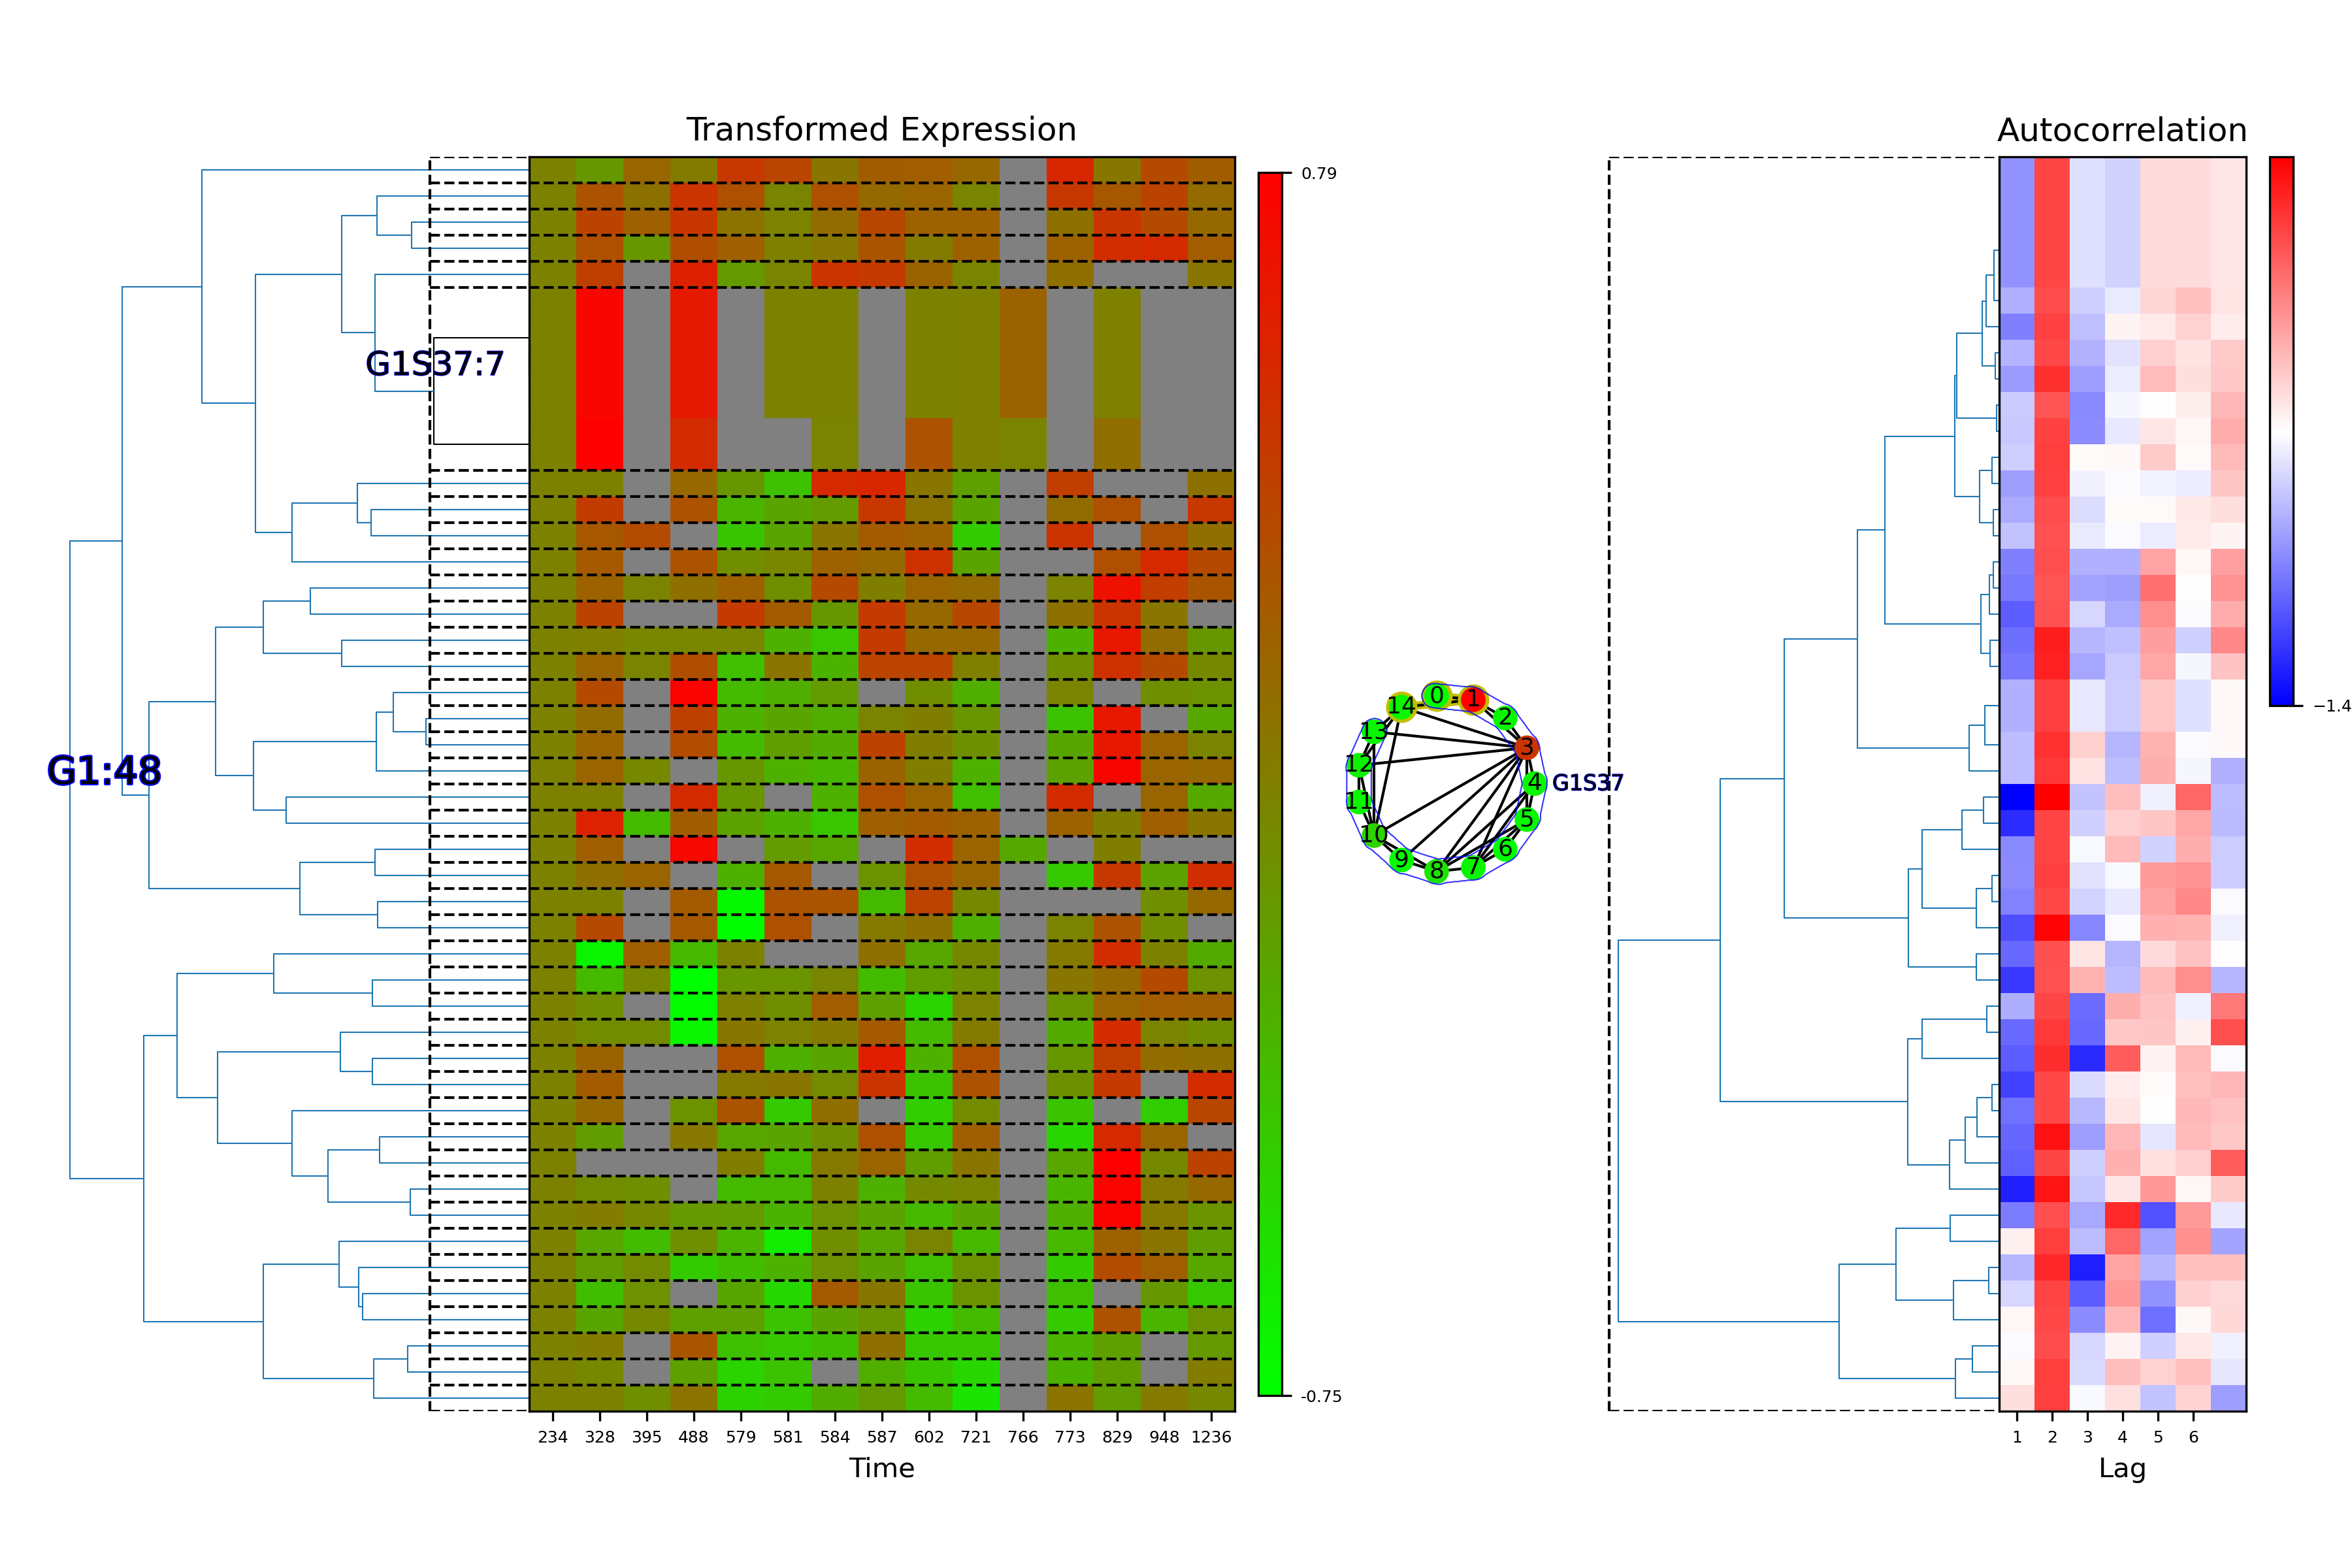 Transformed Expression
Autocorrelation
0.79
G1S37:7
−1.4
0
1
14
2
13
3
12
4
G1S37
G1:48
11
5
10
6
9
8
7
-0.75
234 328 395 488 579 581 584 587 602 721 766 773 829 948 1236
1 2 3 4 5 6
Time
Lag